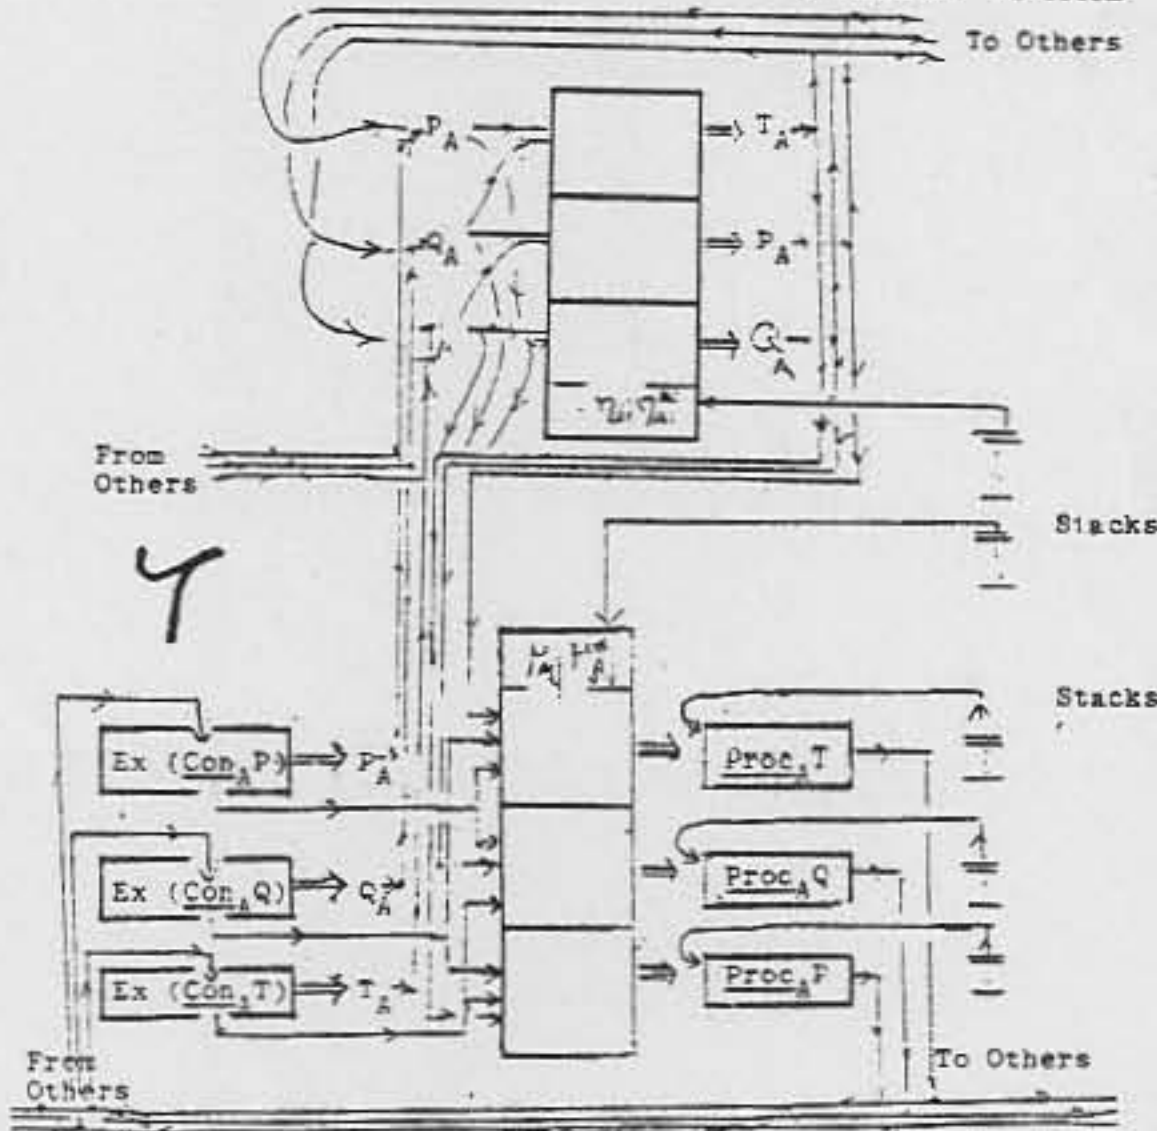 To Others
P_A
T_A
Q_A
P_A
Q_A
From
Others
Stacks
Stacks
Ex (Con_A P)
P_A
Proc_A T
Ex (Con_A Q)
Q_A
Proc_A Q
Ex (Con_A T)
T_A
Proc_A P
From
Others
To Others